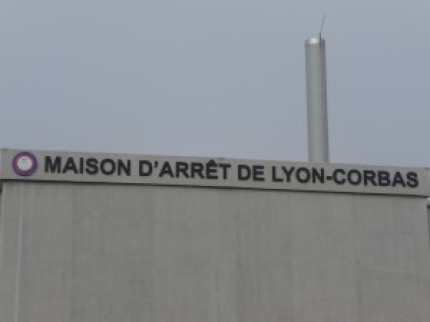 MAISON D'ARRÊT DE LYON-CORBAS